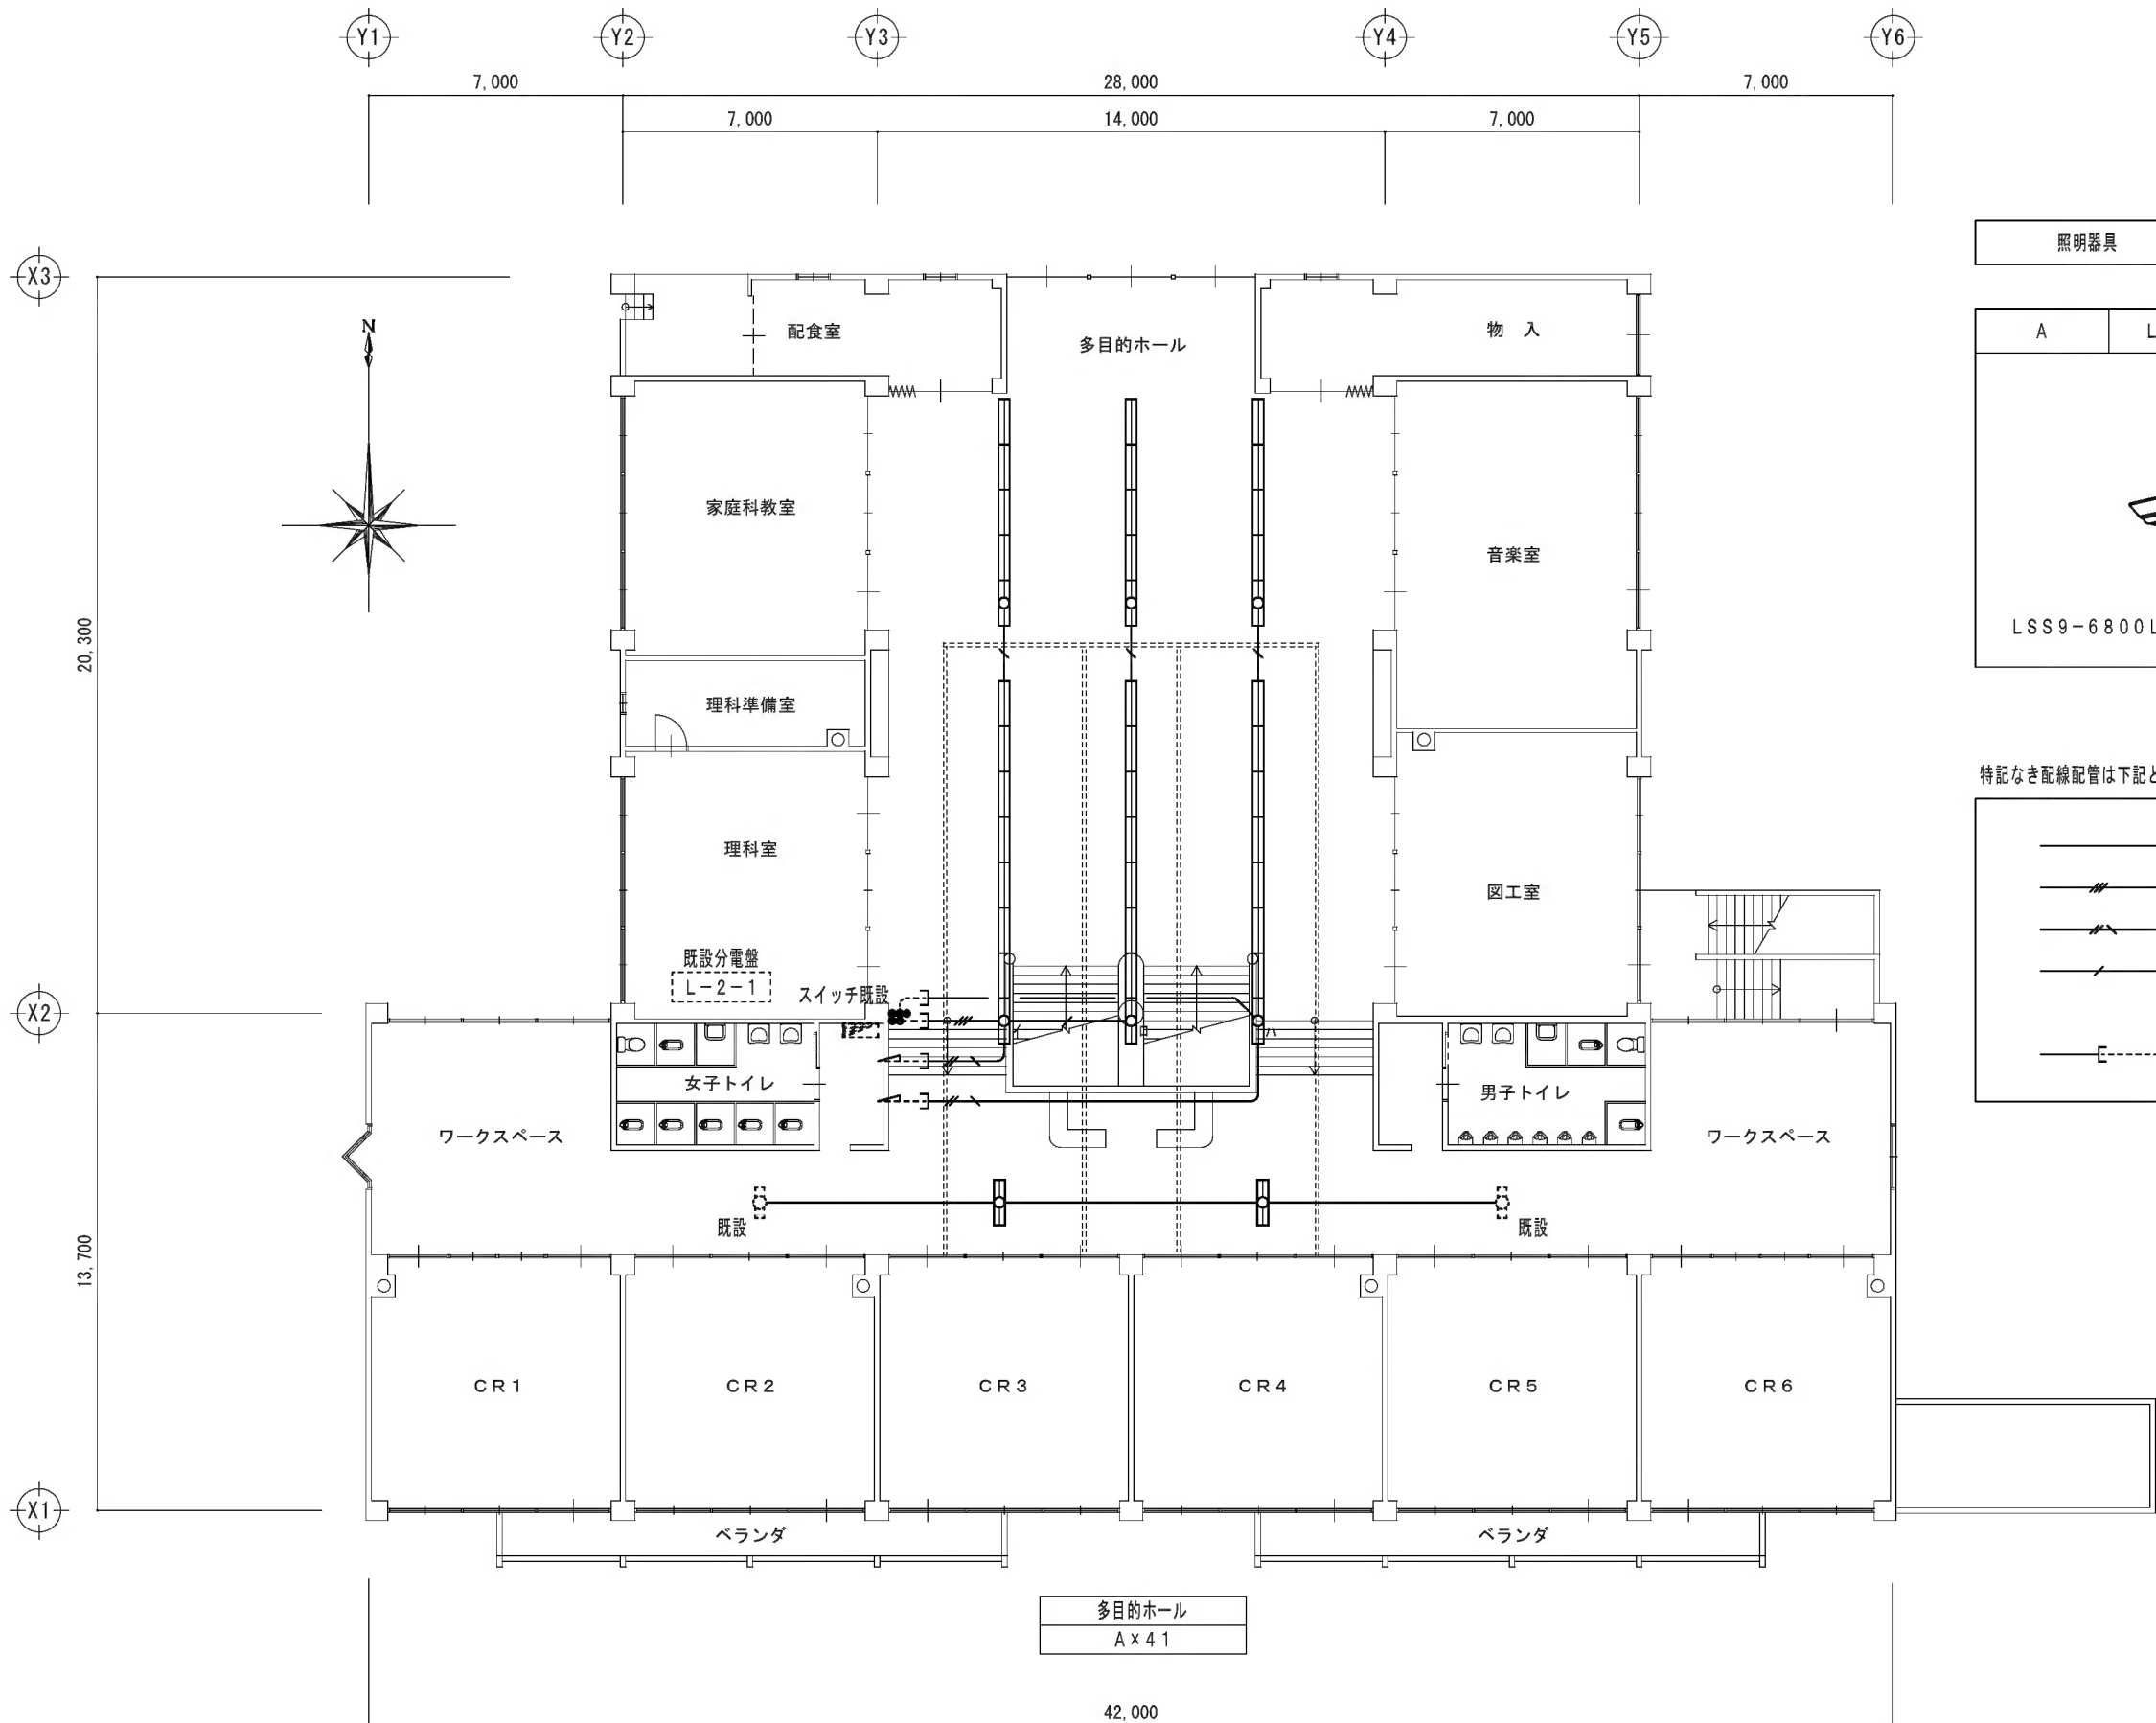 Y1 Y2 Y3 Y4 Y5 Y6
7,000 28,000 7,000
7,000 14,000 7,000
照明器具
X3
A L
N
配食室 多目的ホール 物 入
家庭科教室
音楽室
20,300
LSS9-6800L
理科準備室
特記なき配線配管は下記と
理科室
図工室
既設分電盤
L-2-1
スイッチ既設
X2
女子トイレ
男子トイレ
ワークスペース
ワークスペース
既設
既設
13,700
CR1 CR2 CR3 CR4 CR5 CR6
X1
ベランダ
ベランダ
多目的ホール
A×41
42,000